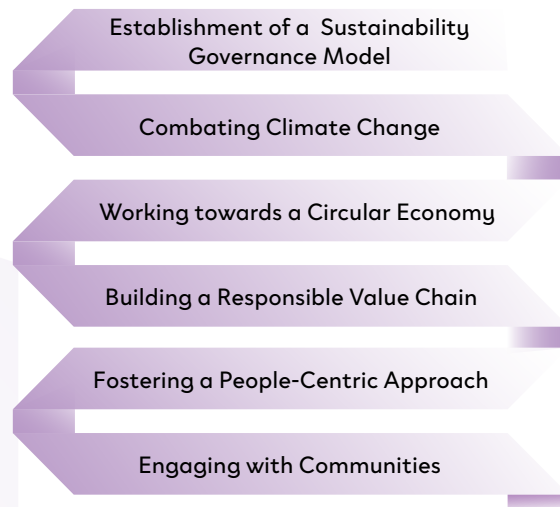 Establishment of a Sustainability
Governance Model
Combating Climate Change
Working towards a Circular Economy
Building a Responsible Value Chain
Fostering a People-Centric Approach
Engaging with Communities